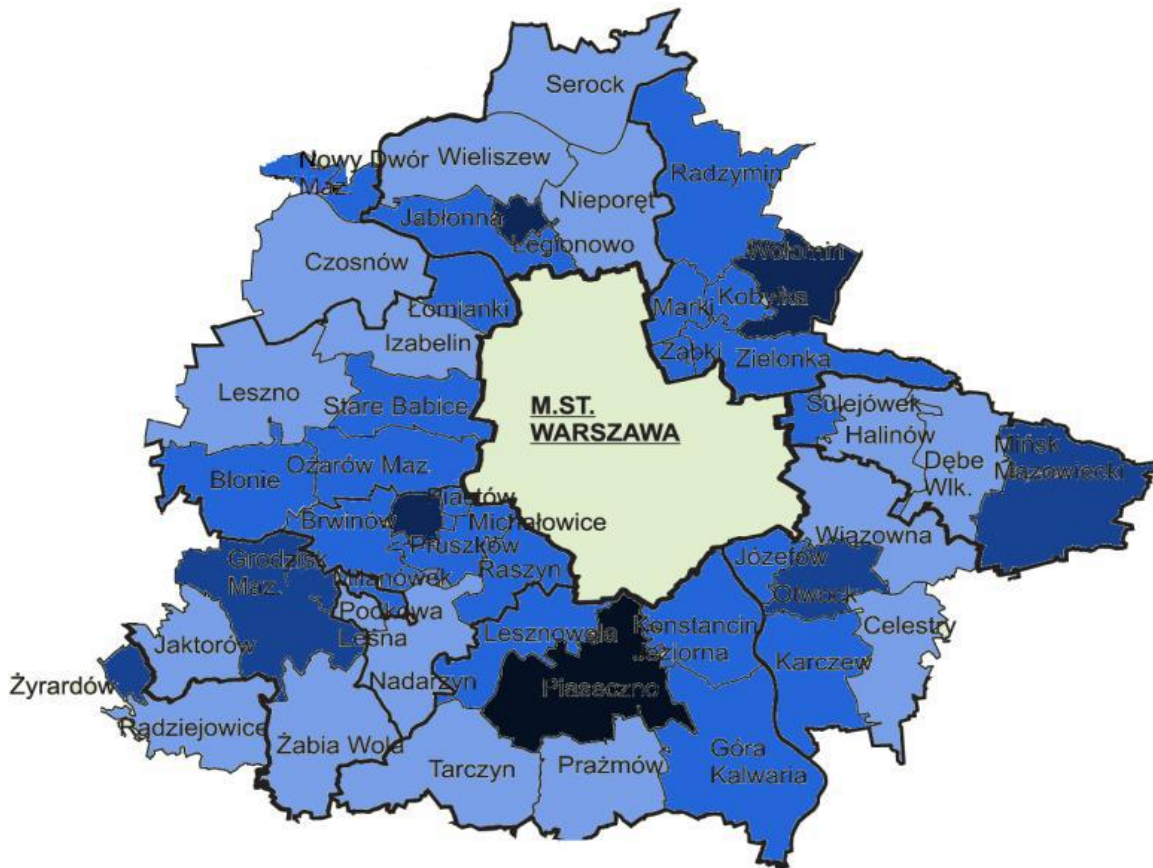 Serock
Nowy Dwór
Maz.
Wieliszew
Radzymin
Nieporęt
Jabłonna
Legionowo
Wołomin
Czosnów
Łomianki
Marki
Kobyłka
Izabelin
Ząbki
Zielonka
Leszno
Stare Babice
M.ST.
WARSZAWA
Sulejówek
Halinów
Mińsk
Mazowiecki
Dębe
Wlk.
Ożarów Maz.
Błonie
Piastów
Brwinów
Michałowice
Pruszków
Raszyn
Wiązowna
Józefów
Otwock
Grodzisk
Maz.
Milanówek
Podkowa
Leśna
Jaktorów
Lesznowola
Konstancin
Jeziorna
Celestry
Karczew
Żyrardów
Nadarzyn
Piaseczno
Radziejowice
Żabia Wola
Tarczyn
Prażmów
Góra
Kalwaria